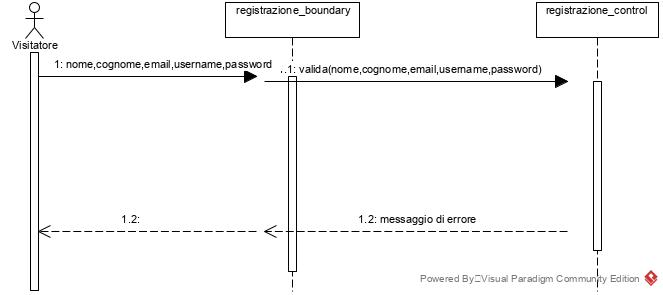 registrazione_boundary
registrazione_control
Visitatore
1: nome,cognome,email,username,password
.1: valida(nome,cognome,email,username,password)
1.2:
1.2: messaggio di errore
Powered By Visual Paradigm Community Edition